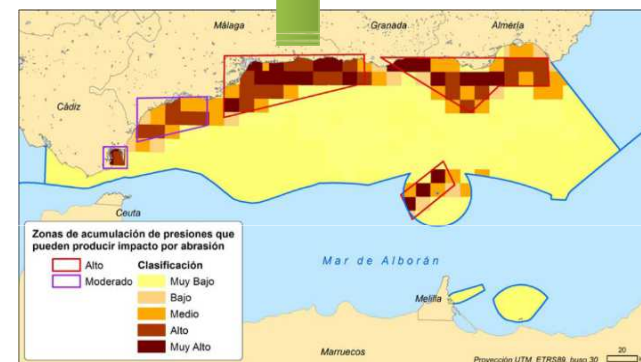 Málaga
Granada
Almería
Cádiz
Ceuta
Zonas de acumulación de presiones que
pueden producir impacto por abrasión
Alto
Moderado
Clasificación
Muy Bajo
Bajo
Medio
Alto
Muy Alto
Mar de Alborán
Melilla
Marruecos
20
Proyección UTM, ETRS89, huso 30